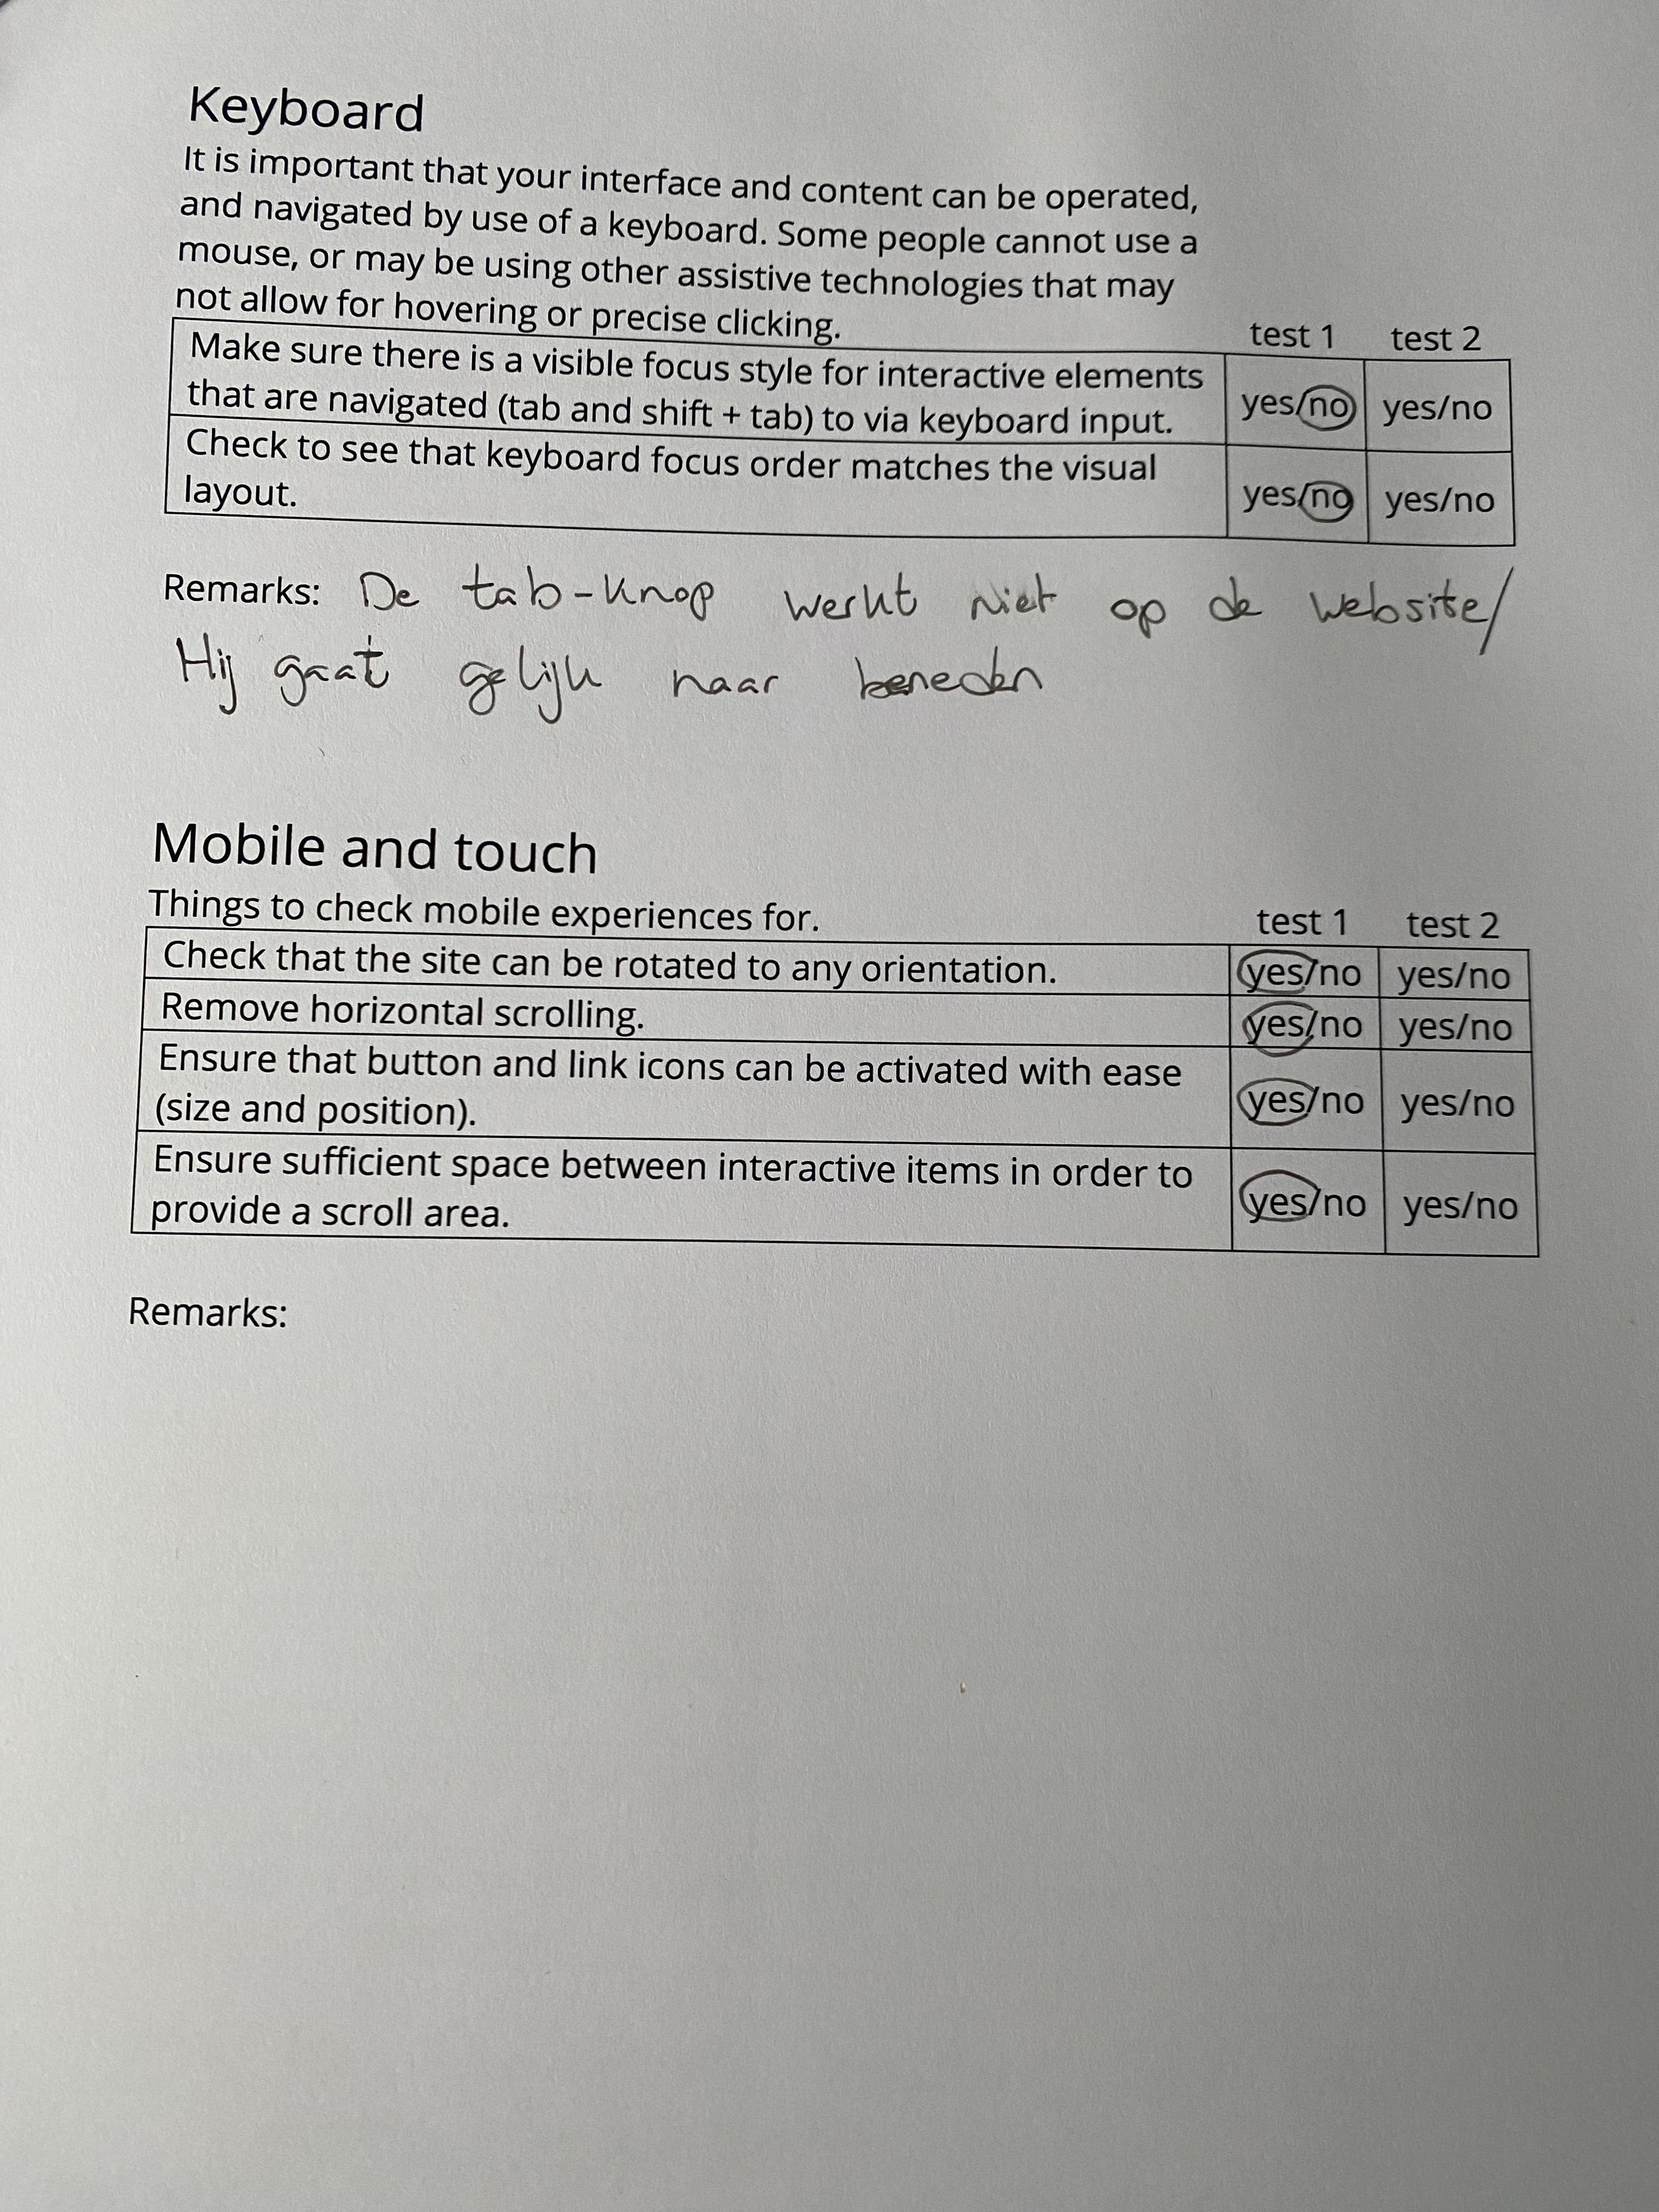 Keyboard
It is important that your interface and content can be operated,
and navigated by use of a keyboard. Some people cannot use a
mouse, or may be using other assistive technologies that may
not allow for hovering or precise clicking.
test 1 test 2
Make sure there is a visible focus style for interactive elements
that are navigated (tab and shift + tab) to via keyboard input.
yes/no yes/no
Check to see that keyboard focus order matches the visual
layout.
yes/no yes/no
Remarks: De tab-knop werkt niet op de website/
Hij gaat gelijk naar beneden
Mobile and touch
Things to check mobile experiences for.
test 1 test 2
Check that the site can be rotated to any orientation. yes/no yes/no
Remove horizontal scrolling. yes/no yes/no
Ensure that button and link icons can be activated with ease
(size and position).
yes/no yes/no
Ensure sufficient space between interactive items in order to
provide a scroll area.
yes/no yes/no
Remarks: